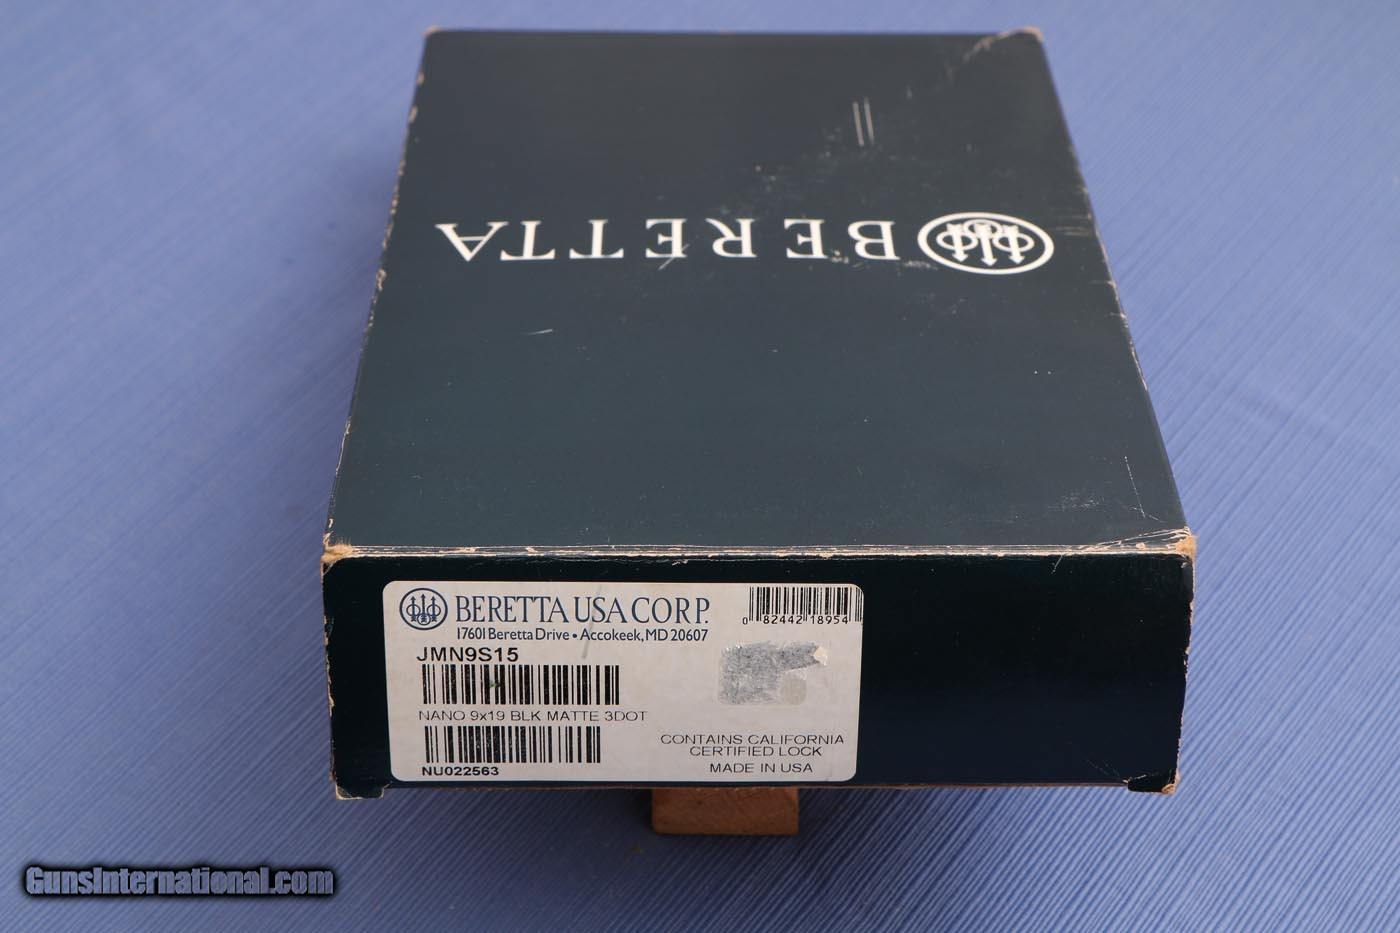 BERETTA
BERETTA USA CORP.
17601 Beretta Drive • Accokeek, MD 20607
0 82442 18954
JMN9S15
NANO 9x19 BLK MATTE 3DOT
NU022563
CONTAINS CALIFORNIA
CERTIFIED LOCK
MADE IN USA
GunsInternational.com